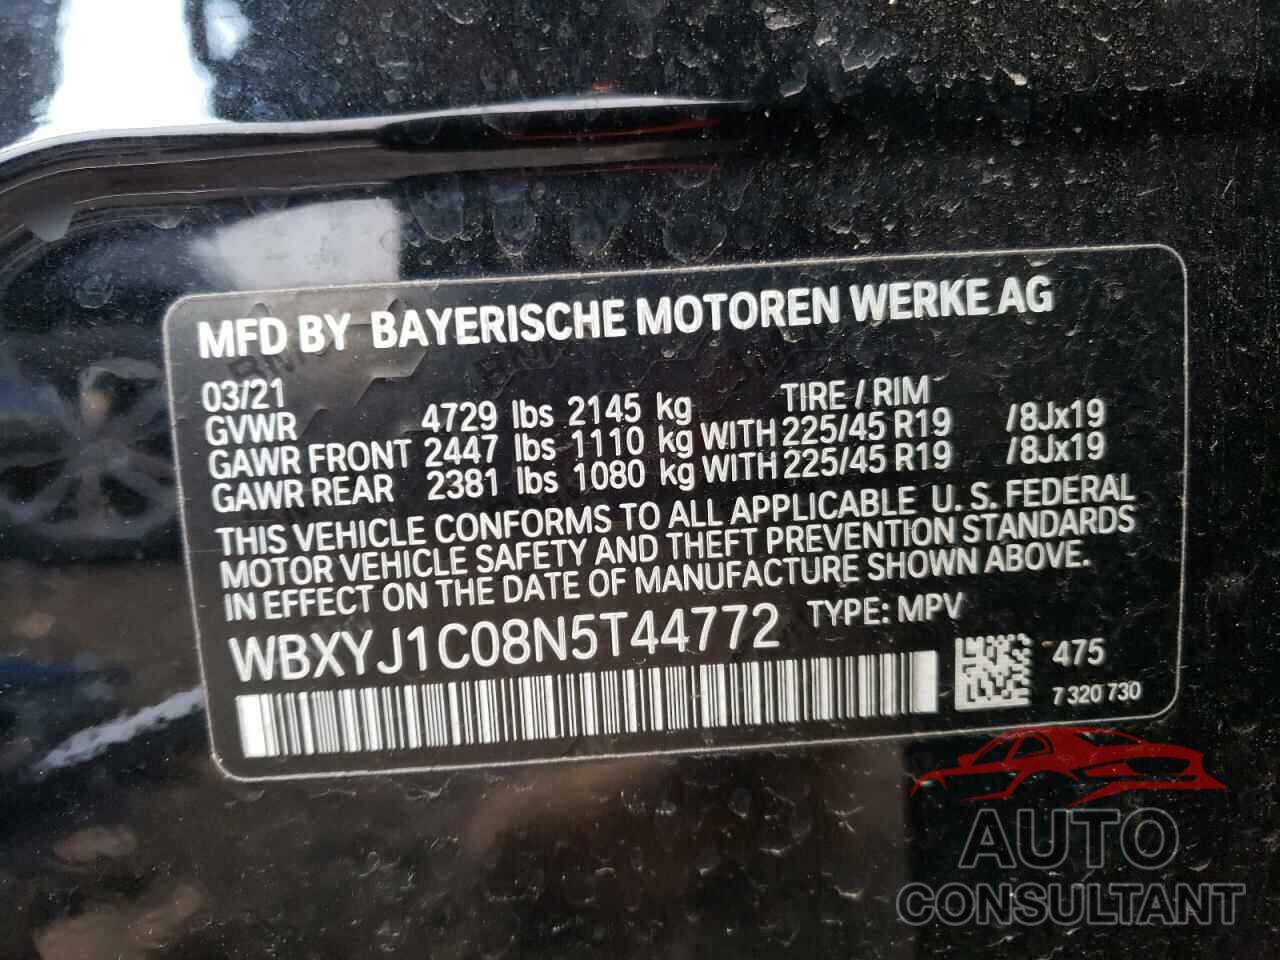 MFD BY BAYERISCHE MOTOREN WERKE AG
03/21 TIRE / RIM
GVWR 4729 lbs 2145 kg
GAWR FRONT 2447 lbs 1110 kg WITH 225/45 R19 /8Jx19
GAWR REAR 2381 lbs 1080 kg WITH 225/45 R19 /8Jx19
THIS VEHICLE CONFORMS TO ALL APPLICABLE U. S. FEDERAL
MOTOR VEHICLE SAFETY AND THEFT PREVENTION STANDARDS
IN EFFECT ON THE DATE OF MANUFACTURE SHOWN ABOVE.
WBXYJ1C08N5T44772 TYPE: MPV
475
7 320 730
AUTO
CONSULTANT